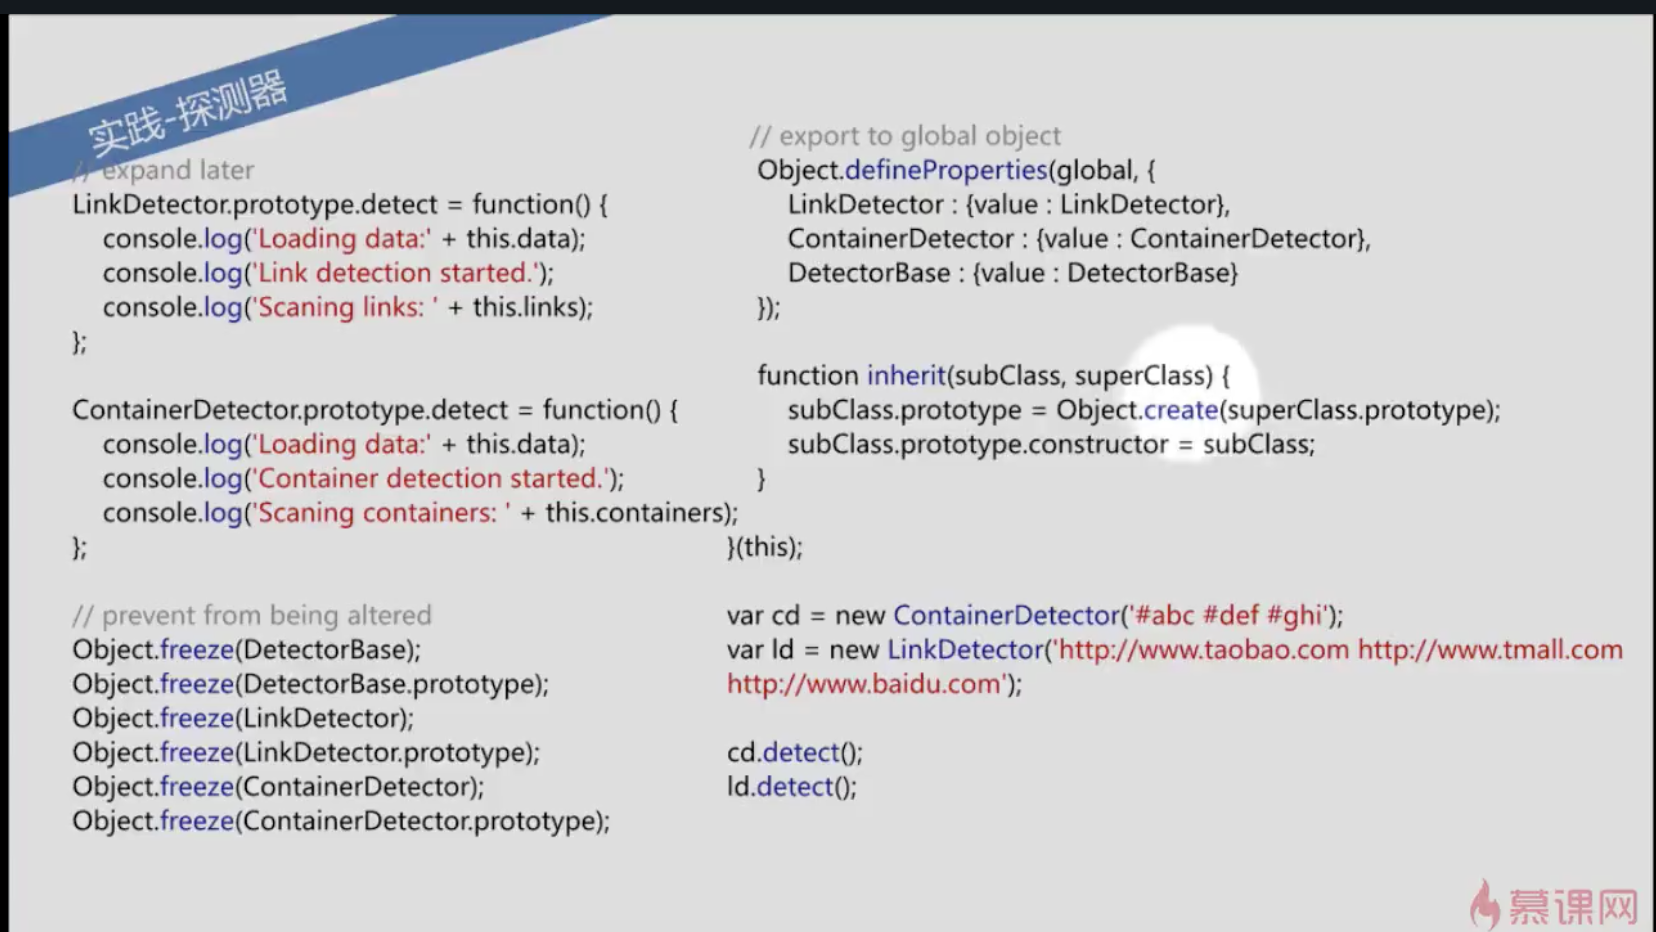 实践-探测器
// expand later
LinkDetector.prototype.detect = function() {
console.log('Loading data:' + this.data);
console.log('Link detection started.');
console.log('Scaning links: ' + this.links);
};
ContainerDetector.prototype.detect = function() {
console.log('Loading data:' + this.data);
console.log('Container detection started.');
console.log('Scaning containers: ' + this.containers);
};
// prevent from being altered
Object.freeze(DetectorBase);
Object.freeze(DetectorBase.prototype);
Object.freeze(LinkDetector);
Object.freeze(LinkDetector.prototype);
Object.freeze(ContainerDetector);
Object.freeze(ContainerDetector.prototype);
// export to global object
Object.defineProperties(global, {
LinkDetector : {value : LinkDetector},
ContainerDetector : {value : ContainerDetector},
DetectorBase : {value : DetectorBase}
});
function inherit(subClass, superClass) {
subClass.prototype = Object.create(superClass.prototype);
subClass.prototype.constructor = subClass;
}
}(this);
var cd = new ContainerDetector('#abc #def #ghi');
var ld = new LinkDetector('http://www.taobao.com http://www.tmall.com
http://www.baidu.com');
cd.detect();
ld.detect();
慕课网